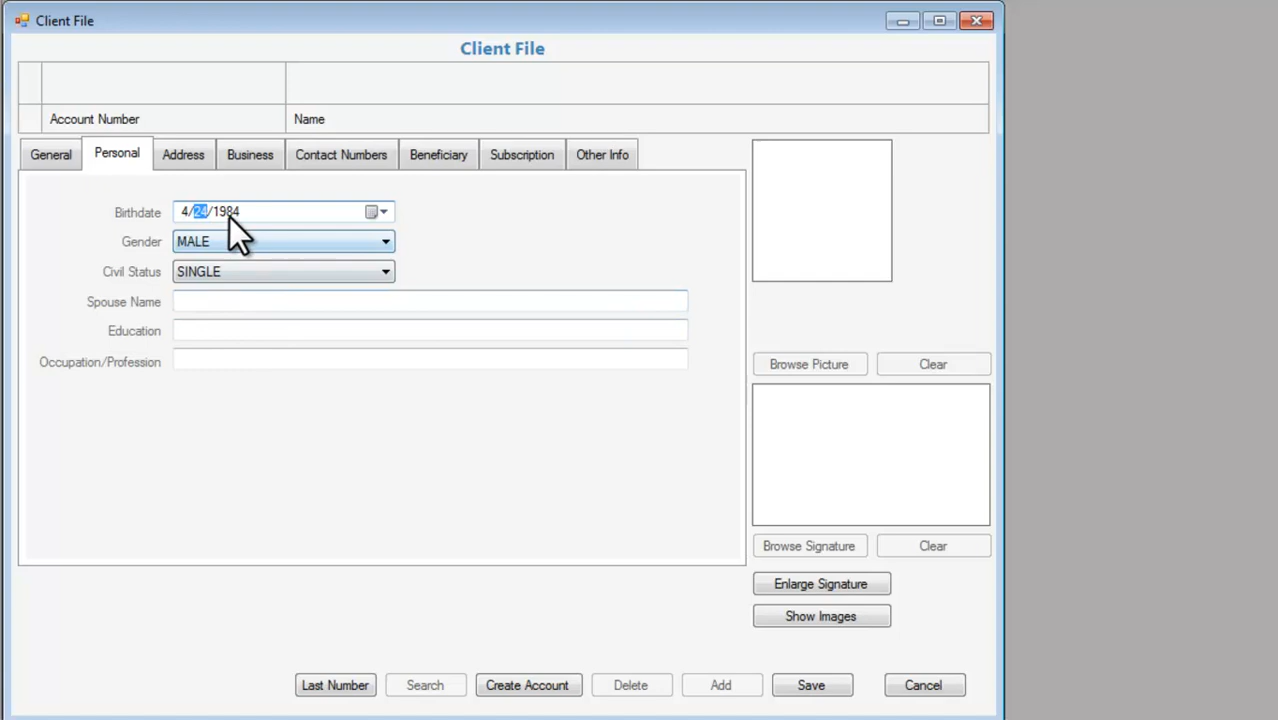 Client File
Client File
Account Number Name
General Personal Address Business Contact Numbers Beneficiary Subscription Other Info
Birthdate 4/24/1984
Gender MALE
Civil Status SINGLE
Spouse Name
Education
Occupation/Profession
Browse Picture Clear
Browse Signature Clear
Enlarge Signature
Show Images
Last Number Search Create Account Delete Add Save Cancel